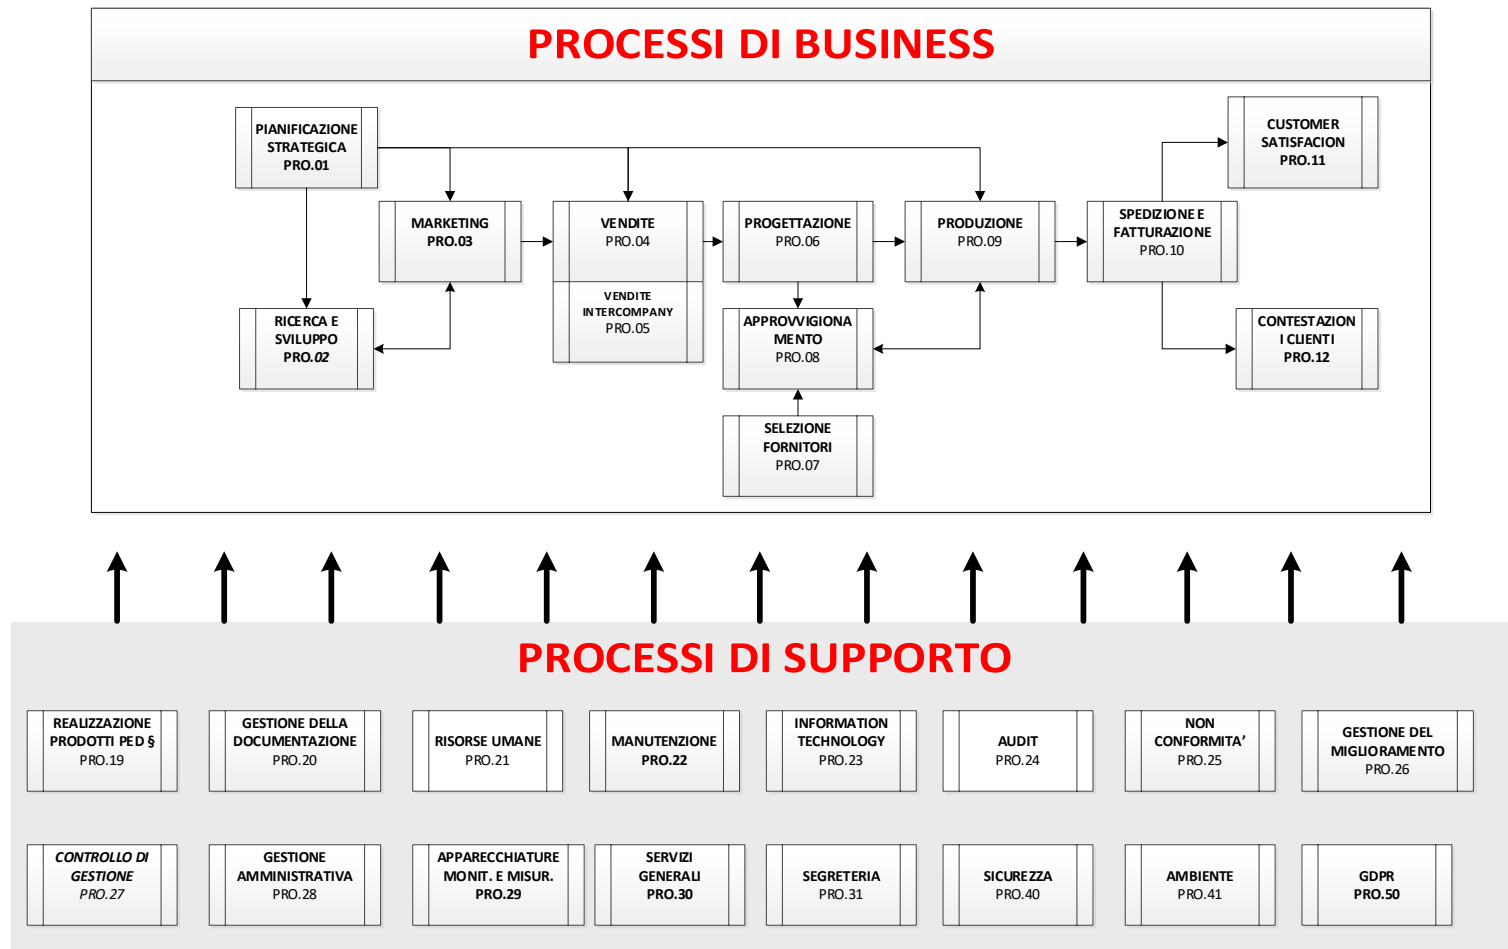 PROCESSI DI BUSINESS
PIANIFICAZIONE
STRATEGICA
PRO.01
CUSTOMER
SATISFACION
PRO.11
MARKETING
PRO.03
VENDITE
PRO.04
PROGETTAZIONE
PRO.06
PRODUZIONE
PRO.09
SPEDIZIONE E
FATTURAZIONE
PRO.10
RICERCA E
SVILUPPO
PRO.02
VENDITE
INTERCOMPANY
PRO.05
APPROVVIGIONA
MENTO
PRO.08
CONTESTAZION
I CLIENTI
PRO.12
SELEZIONE
FORNITORI
PRO.07
PROCESSI DI SUPPORTO
REALIZZAZIONE
PRODOTTI PED §
PRO.19
GESTIONE DELLA
DOCUMENTAZIONE
PRO.20
RISORSE UMANE
PRO.21
MANUTENZIONE
PRO.22
INFORMATION
TECHNOLOGY
PRO.23
AUDIT
PRO.24
NON
CONFORMITA’
PRO.25
GESTIONE DEL
MIGLIORAMENTO
PRO.26
CONTROLLO DI
GESTIONE
PRO.27
GESTIONE
AMMINISTRATIVA
PRO.28
APPARECCHIATURE
MONIT. E MISUR.
PRO.29
SERVIZI
GENERALI
PRO.30
SEGRETERIA
PRO.31
SICUREZZA
PRO.40
AMBIENTE
PRO.41
GDPR
PRO.50